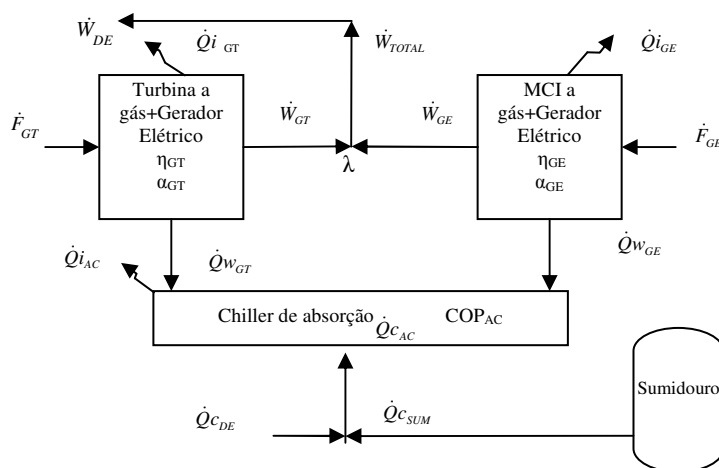 Ẇ_DE
Q̇i_GT
Ẇ_TOTAL
Q̇i_GE
Turbina a
gás+Gerador
Elétrico
η_GT
α_GT
MCI a
gás+Gerador
Elétrico
η_GE
α_GE
Ḟ_GT
Ẇ_GT
Ẇ_GE
Ḟ_GE
λ
Q̇i_AC
Q̇w_GT
Q̇w_GE
Chiller de absorção COP_AC
Q̇c_AC
Sumidouro
Q̇c_DE
Q̇c_SUM